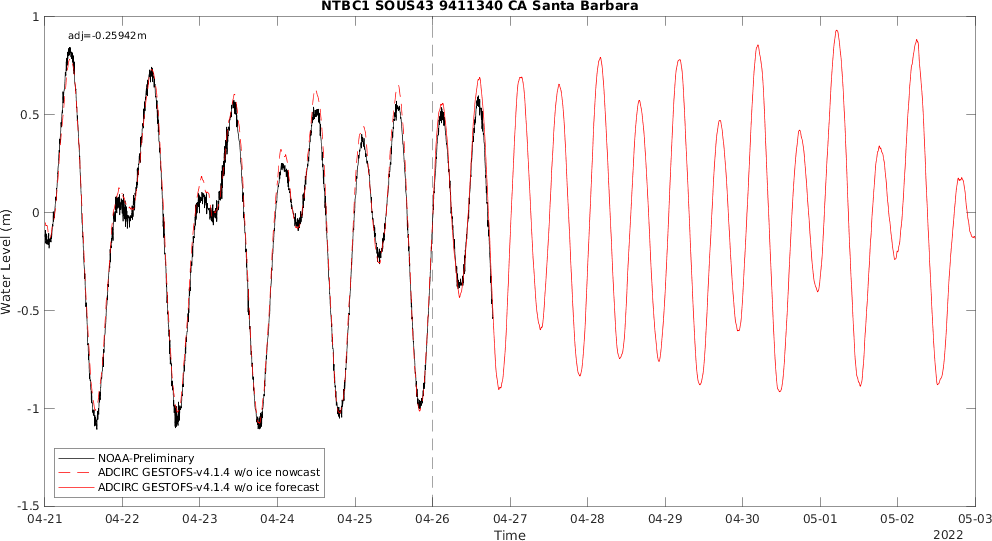 NTBC1 SOUS43 9411340 CA Santa Barbara
adj=-0.25942m
1
0.5
0
-0.5
-1
-1.5
Water Level (m)
NOAA-Preliminary
ADCIRC GESTOFS-v4.1.4 w/o ice nowcast
ADCIRC GESTOFS-v4.1.4 w/o ice forecast
04-21 04-22 04-23 04-24 04-25 04-26 04-27 04-28 04-29 04-30 05-01 05-02 05-03
Time
2022